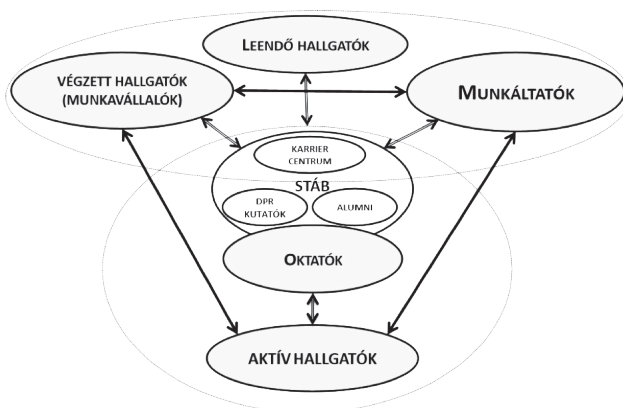 LEENDŐ HALLGATÓK
VÉGZETT HALLGATÓK
(MUNKAVÁLLALÓK)
MUNKÁLTATÓK
KARRIER
CENTRUM
STÁB
DPR
KUTATÓK
ALUMNI
OKTATÓK
AKTÍV HALLGATÓK